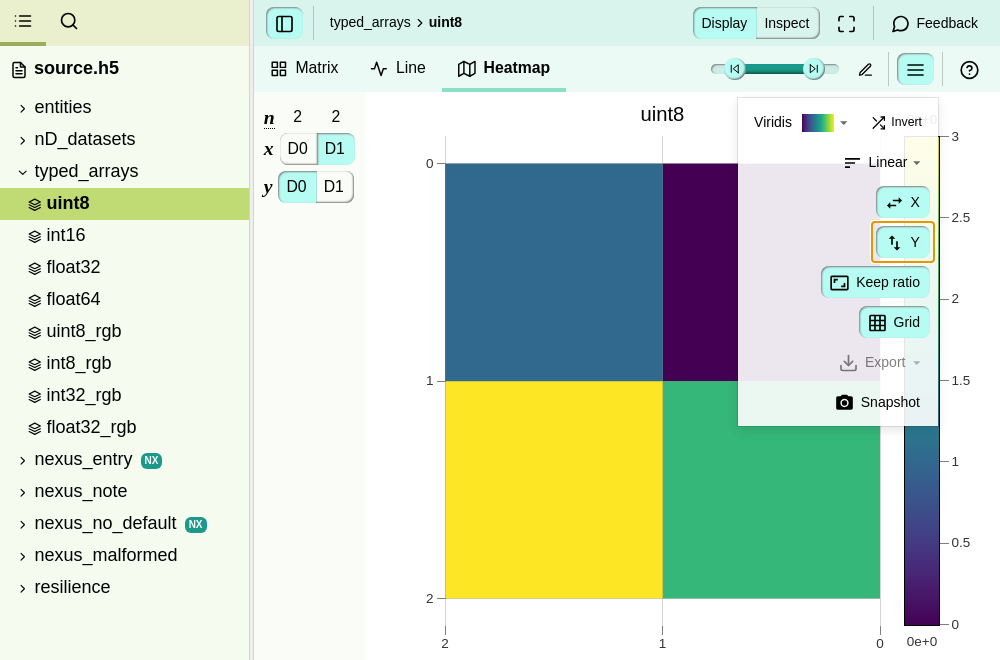 source.h5
entities
nD_datasets
typed_arrays
uint8
int16
float32
float64
uint8_rgb
int8_rgb
int32_rgb
float32_rgb
nexus_entry NX
nexus_note
nexus_no_default NX
nexus_malformed
resilience
typed_arrays > uint8
Display Inspect Feedback
Matrix Line Heatmap
n 2 2
x D0 D1
y D0 D1
uint8
Viridis Invert
Linear
X
Y
Keep ratio
Grid
Export
Snapshot
0
1
2
2 1 0
3
2.5
2
1.5
1
0.5
0
0e+0